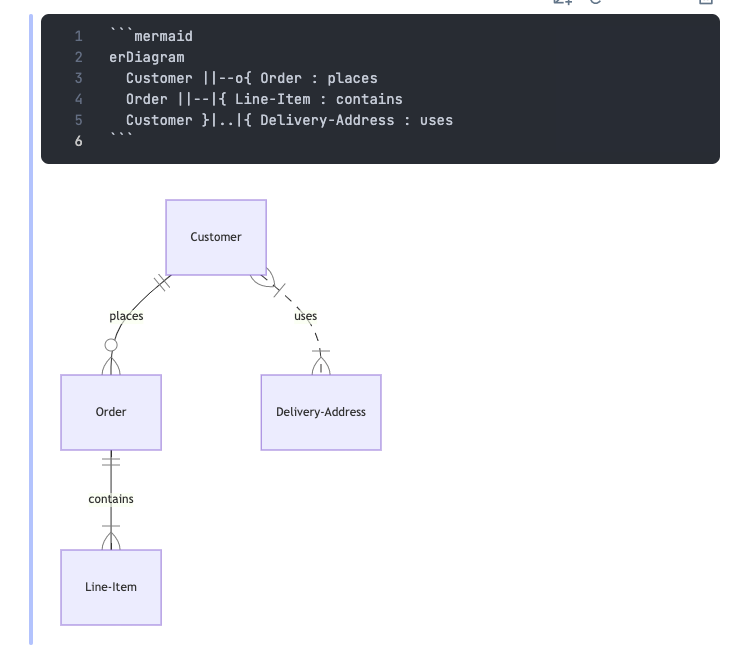 1 ```mermaid
2 erDiagram
3 Customer ||--o{ Order : places
4 Order ||--|{ Line-Item : contains
5 Customer }|..|{ Delivery-Address : uses
6 ```
Customer
places
uses
Order
Delivery-Address
contains
Line-Item